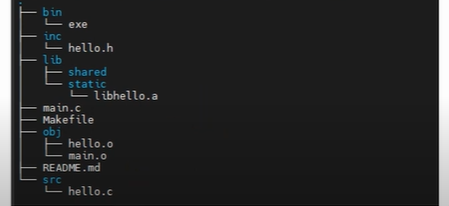 .
├── bin
│   └── exe
├── inc
│   └── hello.h
├── lib
│   ├── shared
│   └── static
│       └── libhello.a
├── main.c
├── Makefile
├── obj
│   ├── hello.o
│   └── main.o
├── README.md
└── src
    └── hello.c